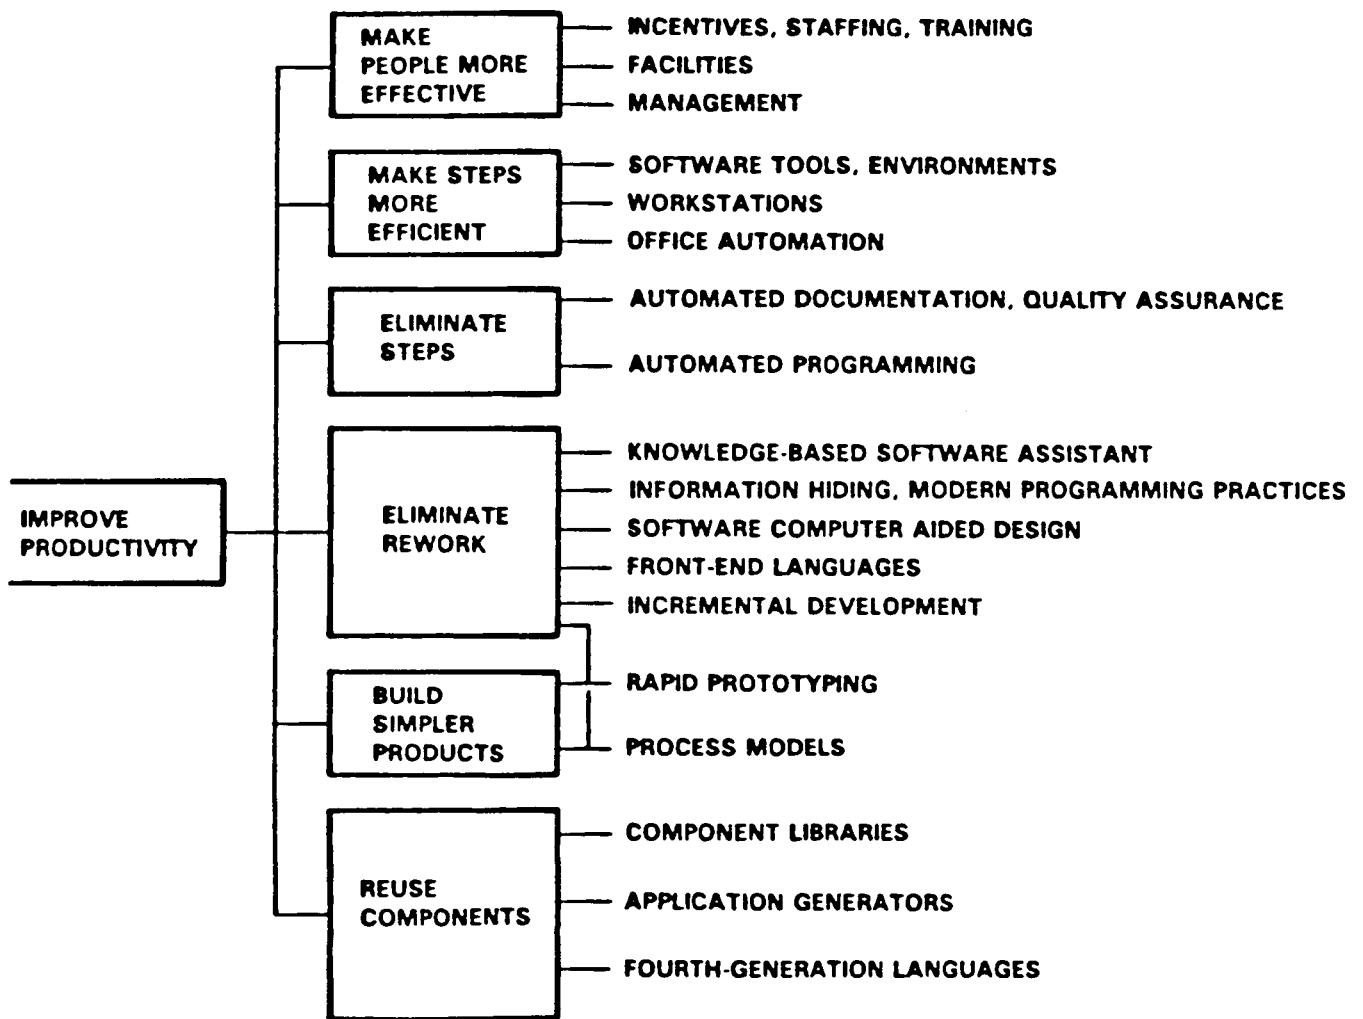 IMPROVE
PRODUCTIVITY
MAKE
PEOPLE MORE
EFFECTIVE
INCENTIVES, STAFFING, TRAINING
FACILITIES
MANAGEMENT
MAKE STEPS
MORE
EFFICIENT
SOFTWARE TOOLS, ENVIRONMENTS
WORKSTATIONS
OFFICE AUTOMATION
ELIMINATE
STEPS
AUTOMATED DOCUMENTATION, QUALITY ASSURANCE
AUTOMATED PROGRAMMING
ELIMINATE
REWORK
KNOWLEDGE-BASED SOFTWARE ASSISTANT
INFORMATION HIDING, MODERN PROGRAMMING PRACTICES
SOFTWARE COMPUTER AIDED DESIGN
FRONT-END LANGUAGES
INCREMENTAL DEVELOPMENT
BUILD
SIMPLER
PRODUCTS
RAPID PROTOTYPING
PROCESS MODELS
REUSE
COMPONENTS
COMPONENT LIBRARIES
APPLICATION GENERATORS
FOURTH-GENERATION LANGUAGES